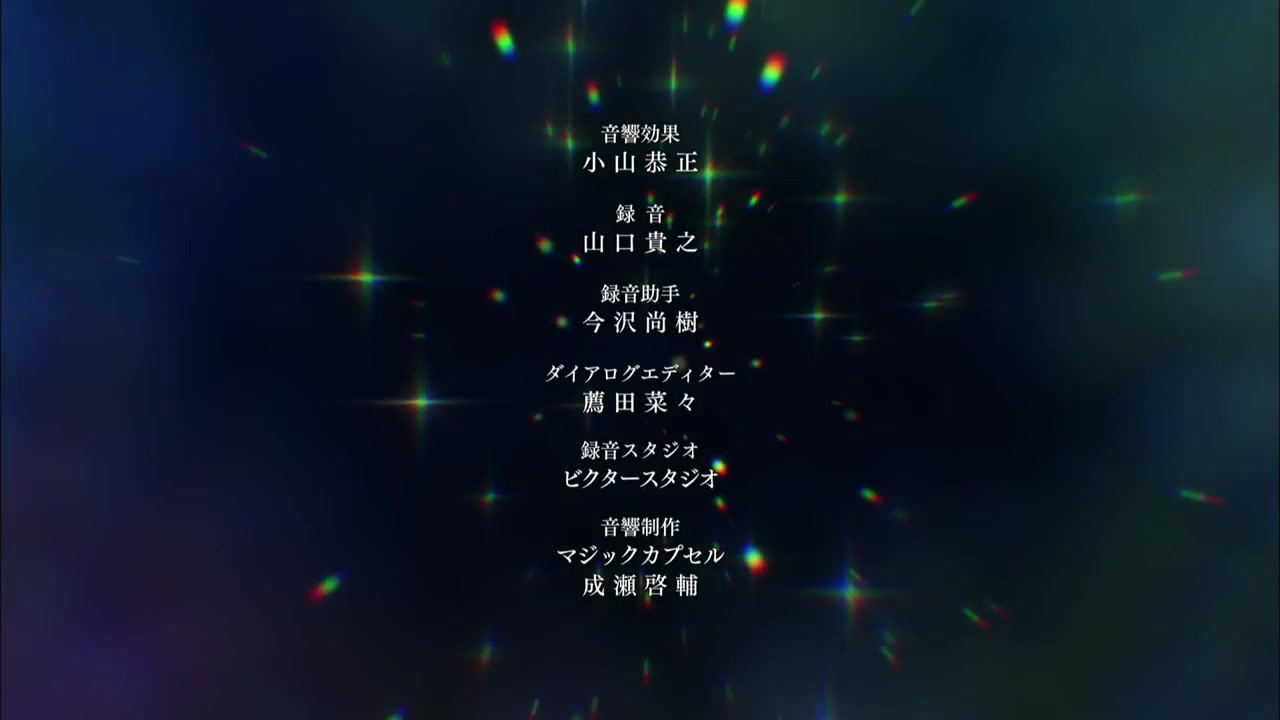 音響効果
小山恭正
録音
山口貴之
録音助手
今沢尚樹
ダイアログエディター
薦田菜々
録音スタジオ
ビクタースタジオ
音響制作
マジックカプセル
成瀬啓輔